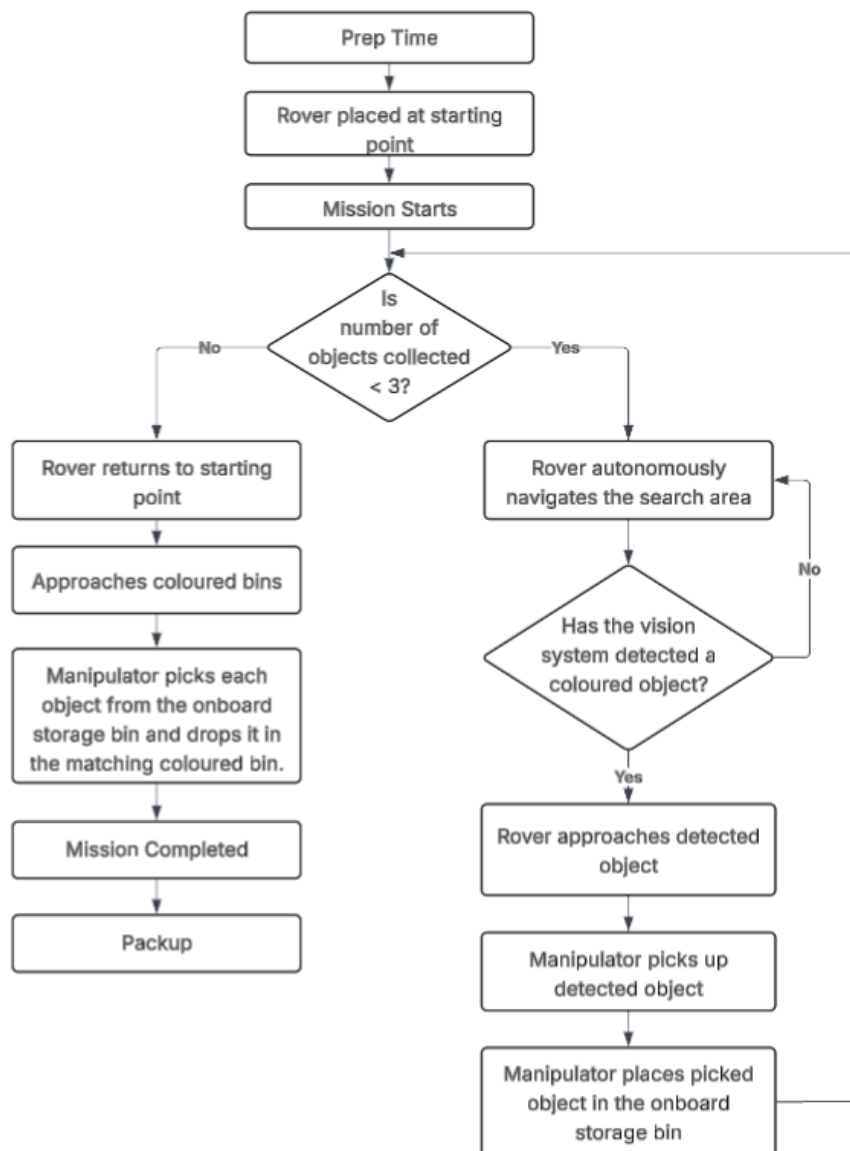 Prep Time
Rover placed at starting
point
Mission Starts
Is
number of
objects collected
< 3?
No
Yes
Rover returns to starting
point
Approaches coloured bins
Manipulator picks each
object from the onboard
storage bin and drops it in
the matching coloured bin.
Mission Completed
Packup
Rover autonomously
navigates the search area
No
Has the vision
system detected a
coloured object?
Yes
Rover approaches detected
object
Manipulator picks up
detected object
Manipulator places picked
object in the onboard
storage bin